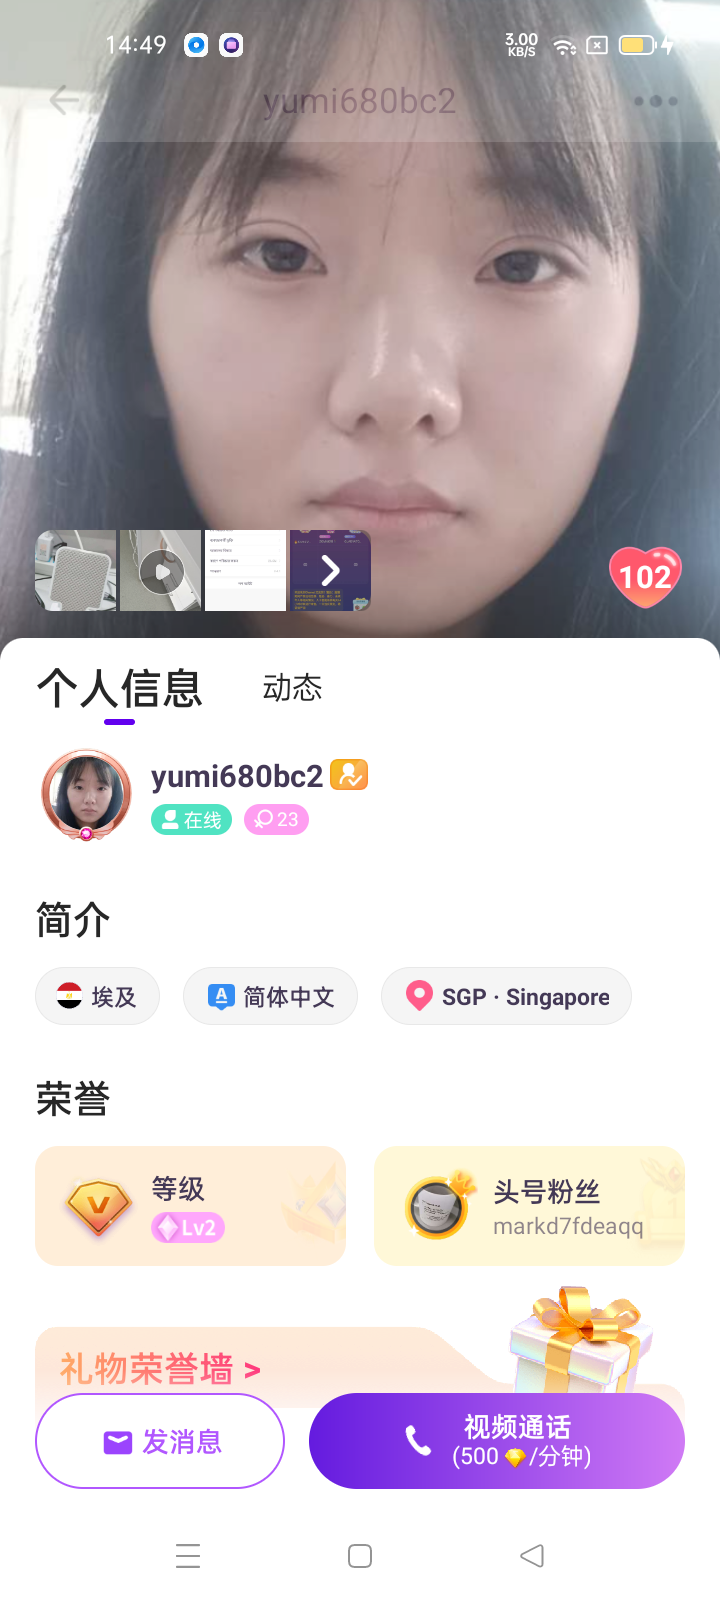 14:49
3.00
KB/S
yumi680bc2
102
个人信息
动态
yumi680bc2
在线
23
简介
埃及
A
简体中文
SGP · Singapore
荣誉
等级
Lv2
头号粉丝
markd7fdeaqq
礼物荣誉墙 >
发消息
视频通话
(500 /分钟)